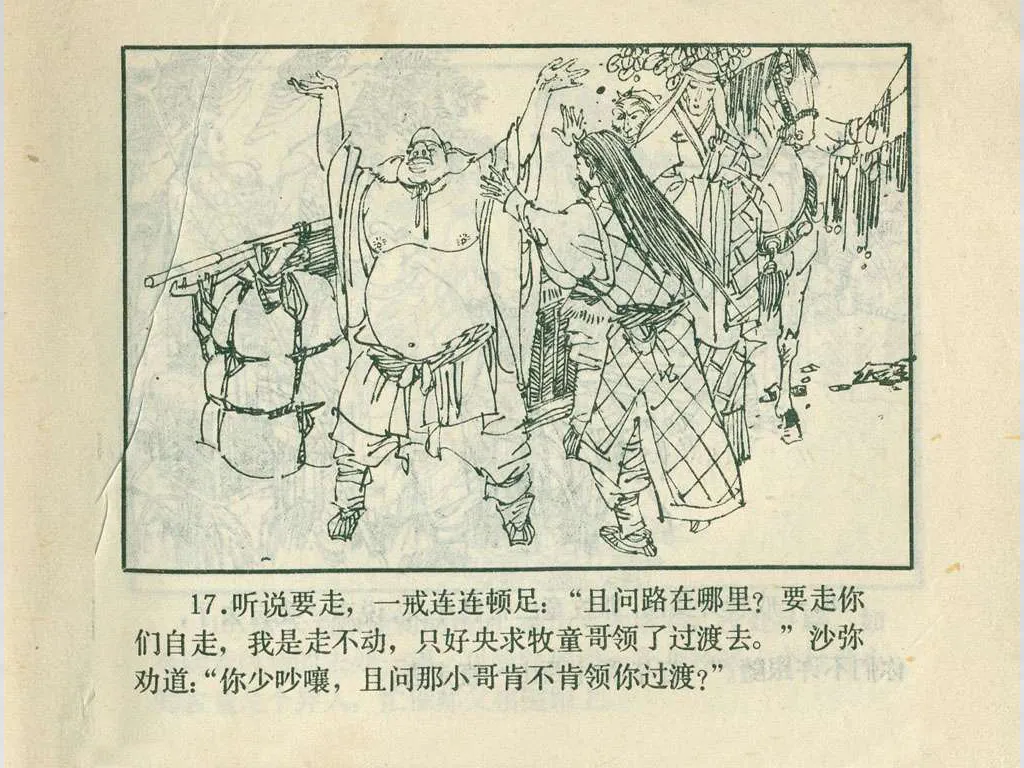 17.听说要走，一戒连连顿足：“且问路在哪里？要走你
们自走，我是走不动，只好央求牧童哥领了过渡去。”沙弥
劝道：“你少吵嚷，且问那小哥肯不肯领你过渡？”